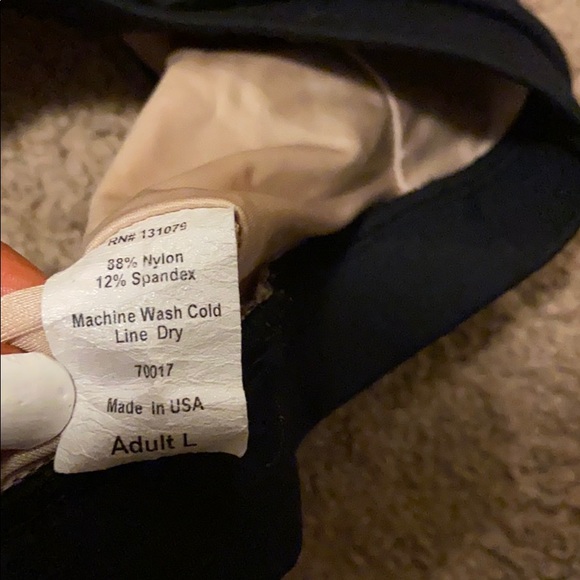 RN# 131079
88% Nylon
12% Spandex
Machine Wash Cold
Line Dry
70017
Made In USA
Adult L